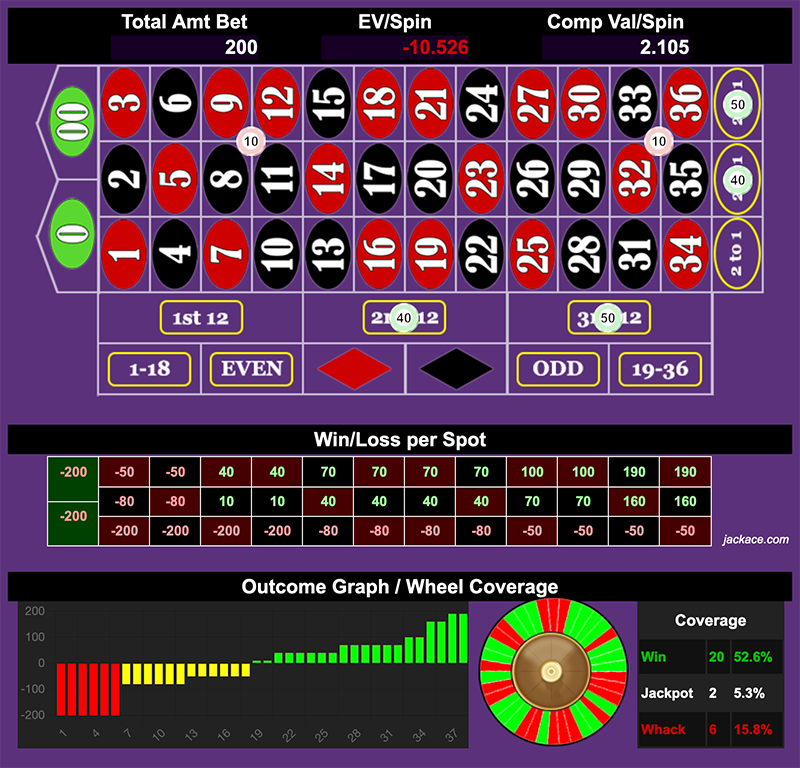 Total Amt Bet EV/Spin Comp Val/Spin
200 -10.526 2.105
00 3 6 9 12 15 18 21 24 27 30 33 36 50
10 10
2 5 8 11 14 17 20 23 26 29 32 35 40
0 1 4 7 10 13 16 19 22 25 28 31 34 2 to 1
1st 12 40 12 50 12
1-18 EVEN ODD 19-36
Win/Loss per Spot
-200 -50 -50 40 40 70 70 70 70 100 100 190 190
-80 -80 10 10 40 40 40 40 70 70 160 160
-200 -200 -200 -200 -200 -80 -80 -80 -80 -50 -50 -50 -50
jackace.com
Outcome Graph / Wheel Coverage
200
100
0
-100
-200
1 4 7 10 13 16 19 22 25 28 31 34 37
Coverage
Win 20 52.6%
Jackpot 2 5.3%
Whack 6 15.8%